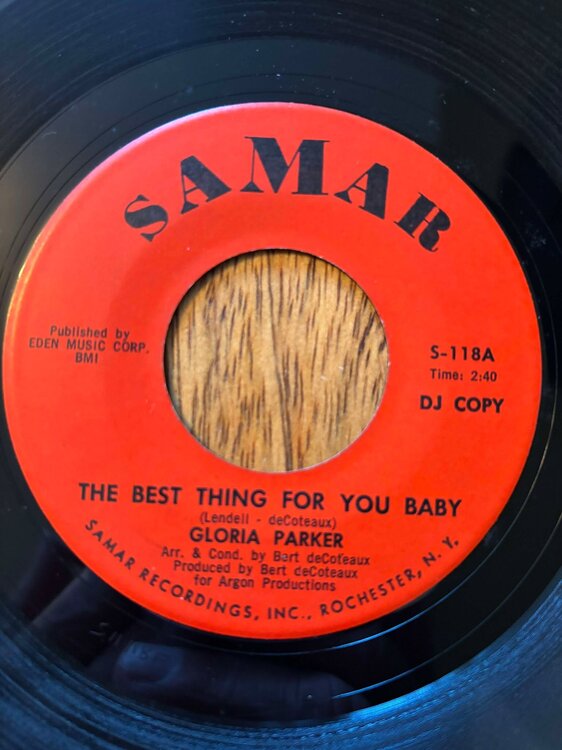 SAMAR
Published by
EDEN MUSIC CORP.
BMI
S-118A
Time: 2:40
DJ COPY
THE BEST THING FOR YOU BABY
(Lendell - deCoteaux)
GLORIA PARKER
Arr. & Cond. by Bert deCoteaux
Produced by Bert deCoteaux
for Argon Productions
SAMAR RECORDINGS, INC., ROCHESTER, N. Y.